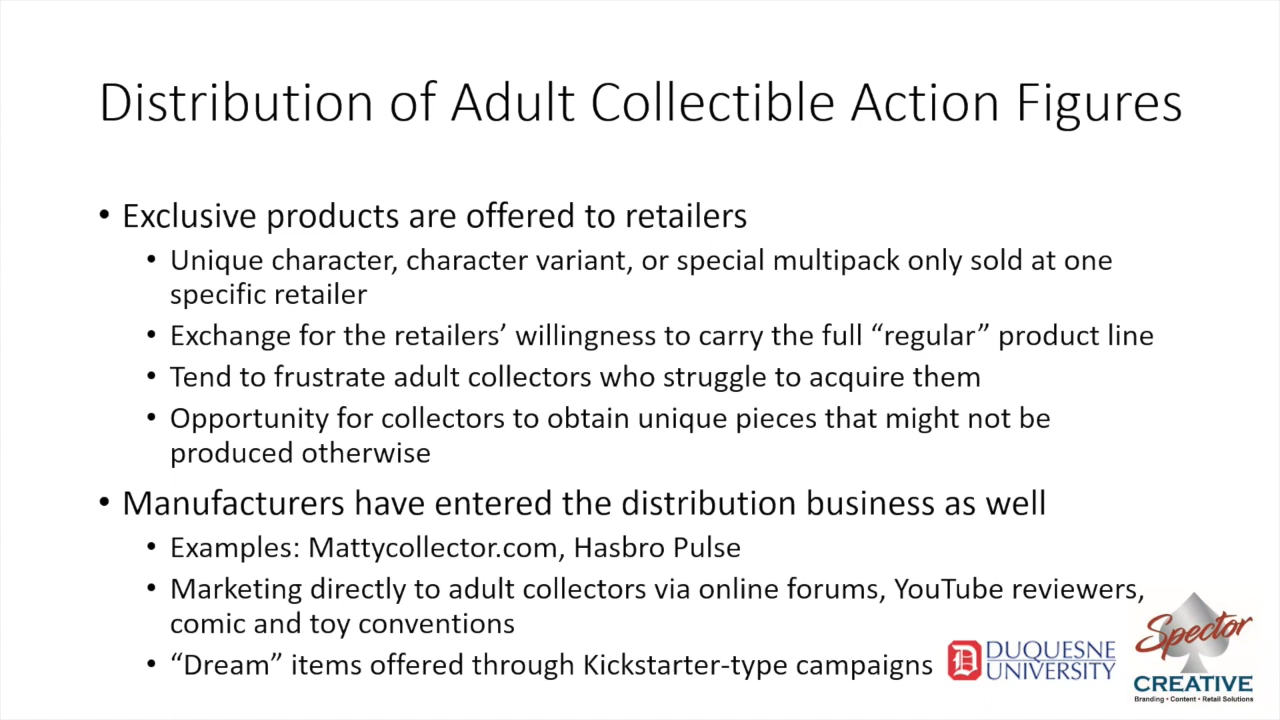 Distribution of Adult Collectible Action Figures
• Exclusive products are offered to retailers
• Unique character, character variant, or special multipack only sold at one
specific retailer
• Exchange for the retailers’ willingness to carry the full “regular” product line
• Tend to frustrate adult collectors who struggle to acquire them
• Opportunity for collectors to obtain unique pieces that might not be
produced otherwise
• Manufacturers have entered the distribution business as well
• Examples: Mattycollector.com, Hasbro Pulse
• Marketing directly to adult collectors via online forums, YouTube reviewers,
comic and toy conventions
• “Dream” items offered through Kickstarter-type campaigns
D DUQUESNE
UNIVERSITY
Spector
CREATIVE
Branding • Content • Retail Solutions